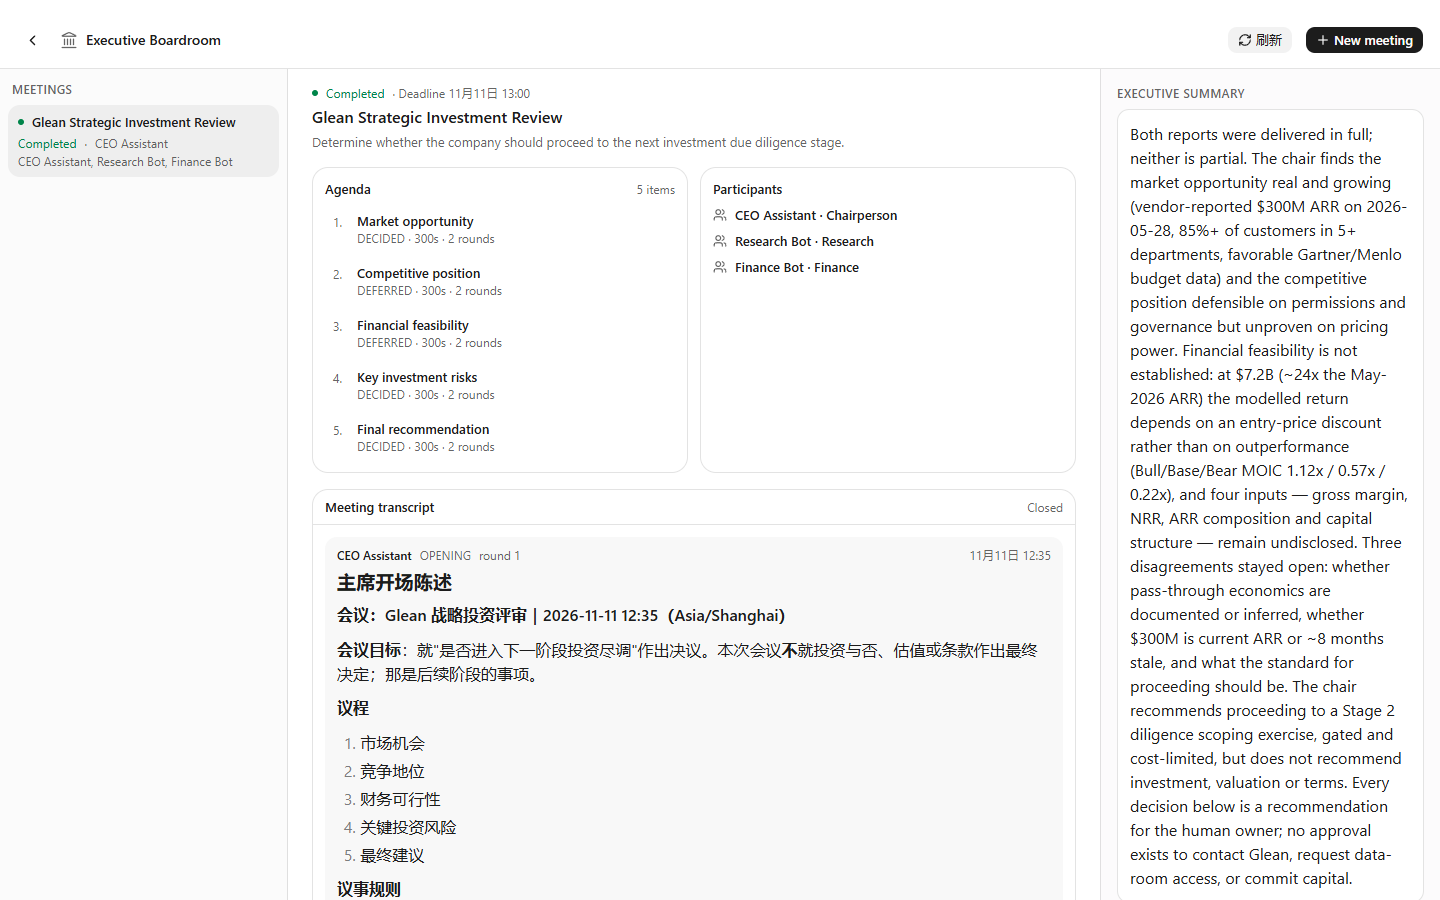 Executive Boardroom
刷新
New meeting
MEETINGS
Glean Strategic Investment Review
Completed · CEO Assistant
CEO Assistant, Research Bot, Finance Bot
Completed · Deadline 11月11日 13:00
Glean Strategic Investment Review
Determine whether the company should proceed to the next investment due diligence stage.
Agenda
5 items
1. Market opportunity
DECIDED · 300s · 2 rounds
2. Competitive position
DEFERRED · 300s · 2 rounds
3. Financial feasibility
DEFERRED · 300s · 2 rounds
4. Key investment risks
DECIDED · 300s · 2 rounds
5. Final recommendation
DECIDED · 300s · 2 rounds
Participants
CEO Assistant · Chairperson
Research Bot · Research
Finance Bot · Finance
Meeting transcript
Closed
CEO Assistant OPENING round 1
11月11日 12:35
主席开场陈述
会议：Glean 战略投资评审 | 2026-11-11 12:35（Asia/Shanghai）
会议目标：就"是否进入下一阶段投资尽调"作出决议。本次会议不就投资与否、估值或条款作出最终
决定；那是后续阶段的事项。
议程
1. 市场机会
2. 竞争地位
3. 财务可行性
4. 关键投资风险
5. 最终建议
议事规则
EXECUTIVE SUMMARY
Both reports were delivered in full;
neither is partial. The chair finds the
market opportunity real and growing
(vendor-reported $300M ARR on 2026-
05-28, 85%+ of customers in 5+
departments, favorable Gartner/Menlo
budget data) and the competitive
position defensible on permissions and
governance but unproven on pricing
power. Financial feasibility is not
established: at $7.2B (~24x the May-
2026 ARR) the modelled return
depends on an entry-price discount
rather than on outperformance
(Bull/Base/Bear MOIC 1.12x / 0.57x /
0.22x), and four inputs — gross margin,
NRR, ARR composition and capital
structure — remain undisclosed. Three
disagreements stayed open: whether
pass-through economics are
documented or inferred, whether
$300M is current ARR or ~8 months
stale, and what the standard for
proceeding should be. The chair
recommends proceeding to a Stage 2
diligence scoping exercise, gated and
cost-limited, but does not recommend
investment, valuation or terms. Every
decision below is a recommendation
for the human owner; no approval
exists to contact Glean, request data-
room access, or commit capital.